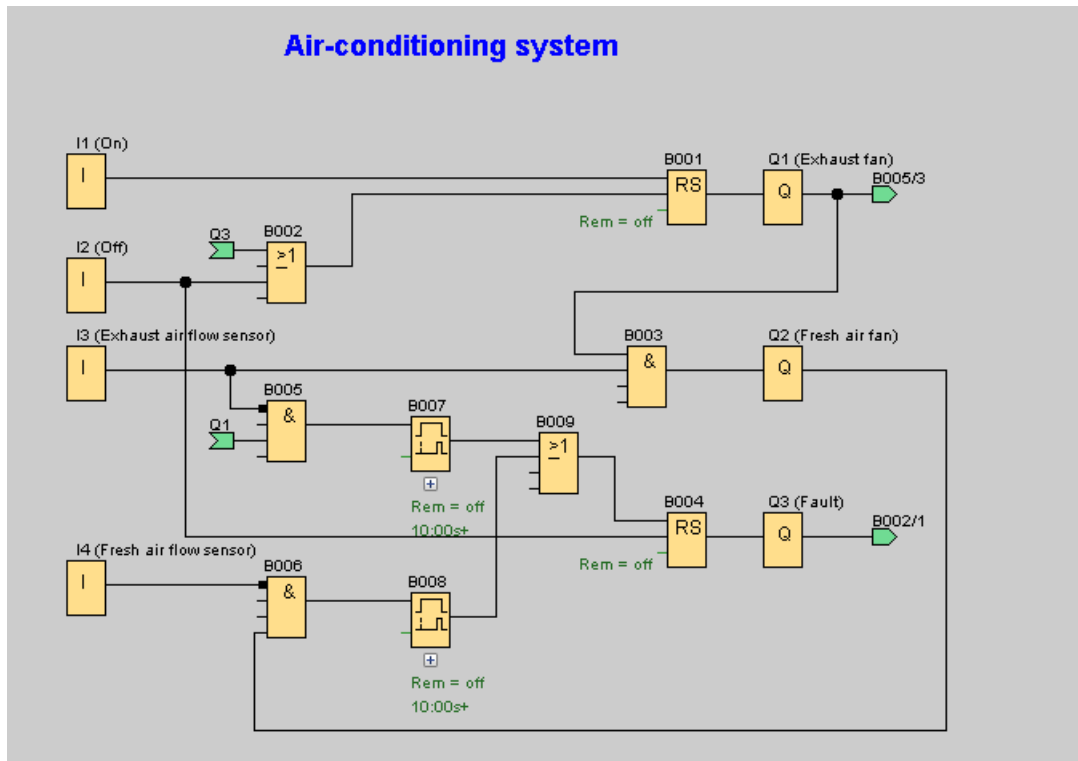 Air-conditioning system
I1 (On)
I
B001
RS
Rem = off
Q1 (Exhaust fan)
Q
B005/3
I2 (Off)
I
Q3
B002
>1
I3 (Exhaust air flow sensor)
I
B003
&
Q2 (Fresh air fan)
Q
B005
&
Q1
B007
Rem = off
10:00s+
B009
>1
B004
RS
Rem = off
Q3 (Fault)
Q
B002/1
I4 (Fresh air flow sensor)
I
B006
&
B008
Rem = off
10:00s+